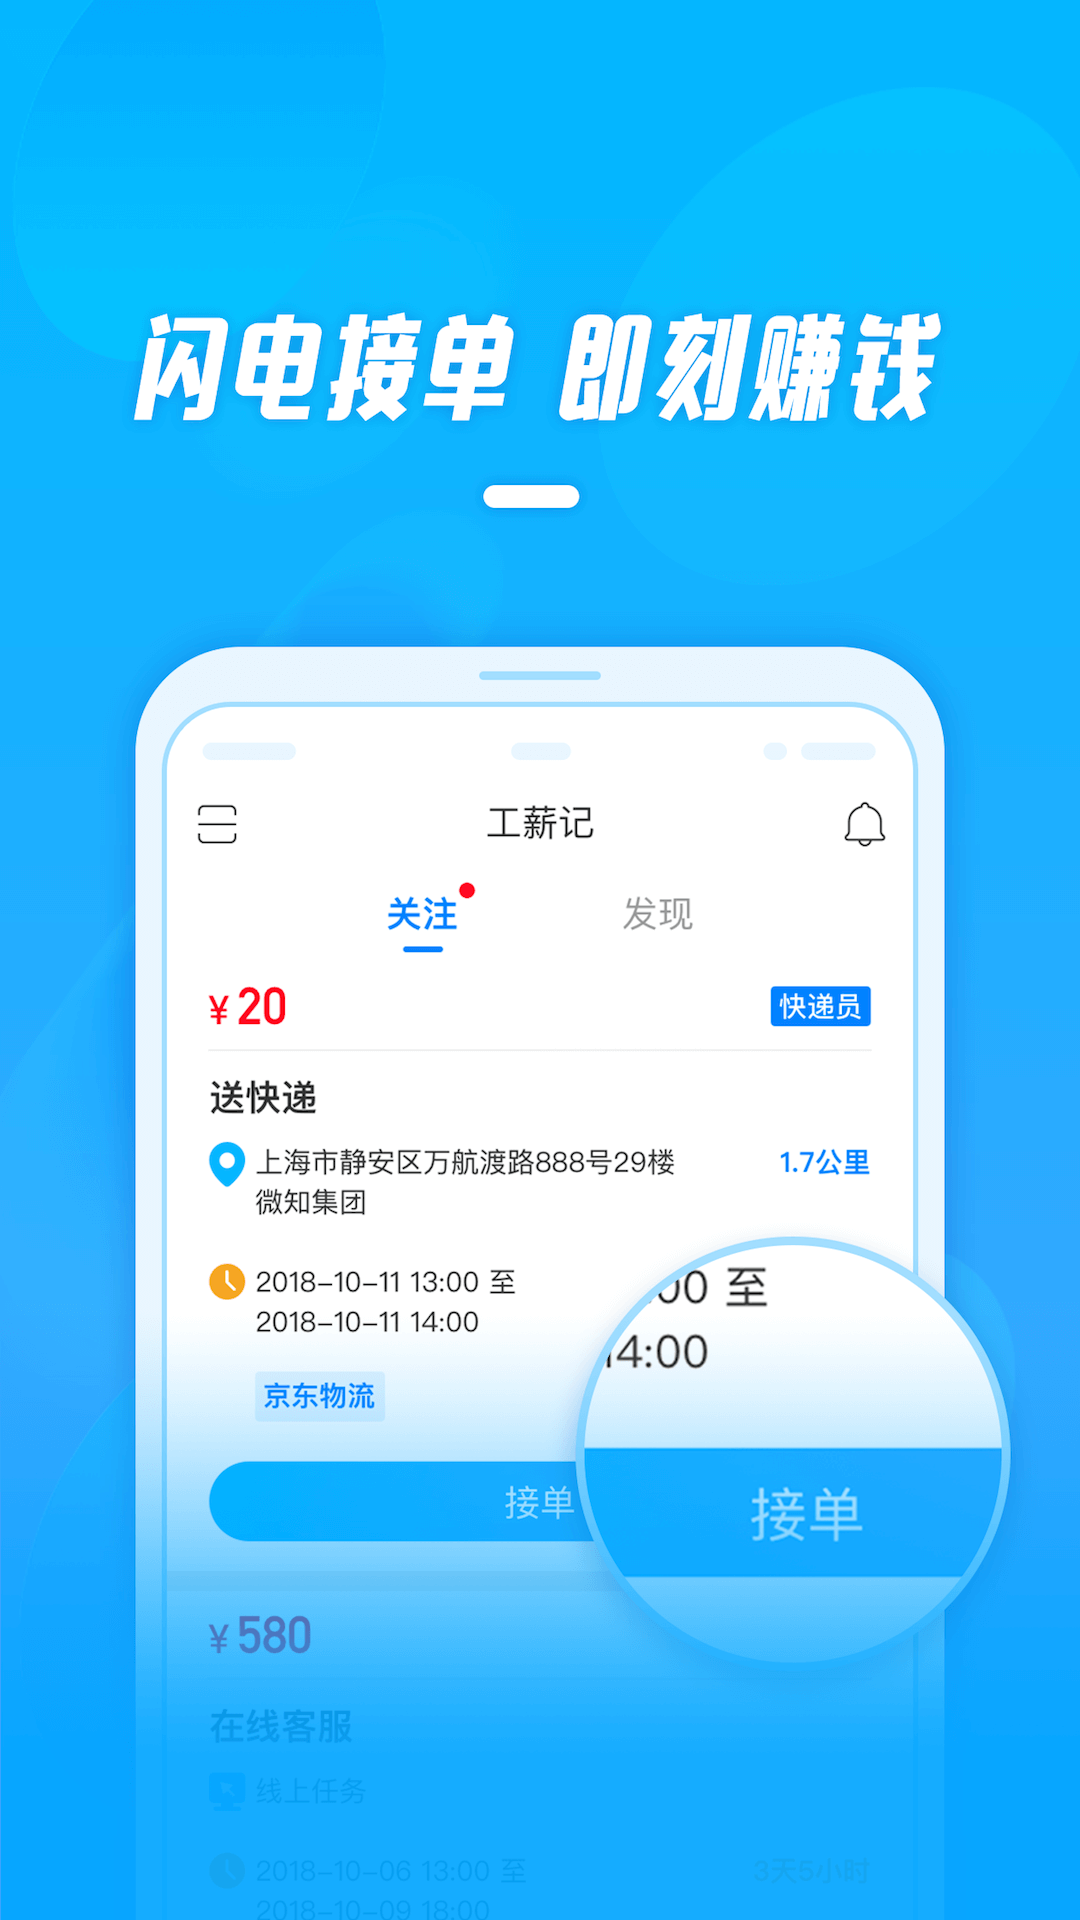 闪电接单 即刻赚钱
工薪记
关注 发现
¥ 20 快递员
送快递
上海市静安区万航渡路888号29楼 1.7公里
微知集团
2018-10-11 13:00 至
2018-10-11 14:00
:00 至
14:00
京东物流
接单
接单
¥ 580
在线客服
线上任务
2018-10-06 13:00 至 3天5小时
2018-10-09 18:00